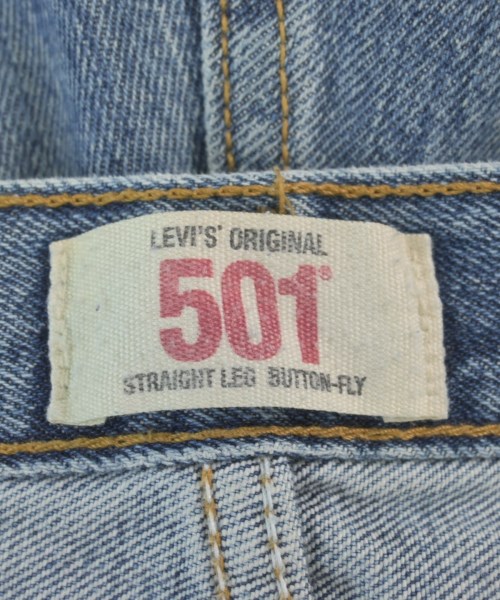 LEVI'S' ORIGINAL
501®
STRAIGHT LEG BUTTON-FLY